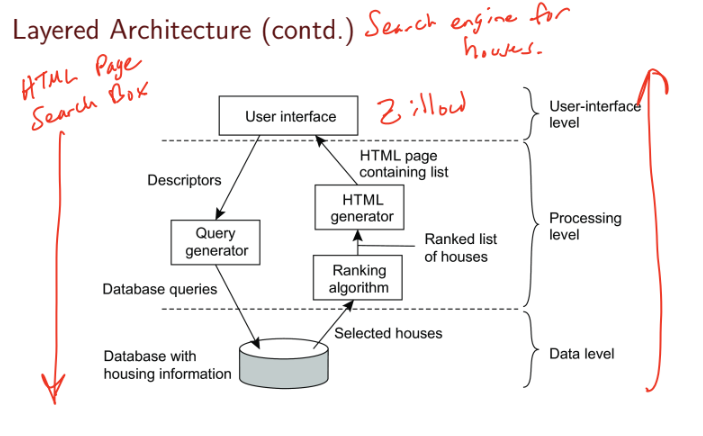 Layered Architecture (contd.)
Search engine for
houses.
HTML Page
Search Box
User interface
Zillow
User-interface
level
HTML page
containing list
Descriptors
HTML
generator
Processing
level
Query
generator
Ranked list
of houses
Ranking
algorithm
Database queries
Selected houses
Database with
housing information
Data level